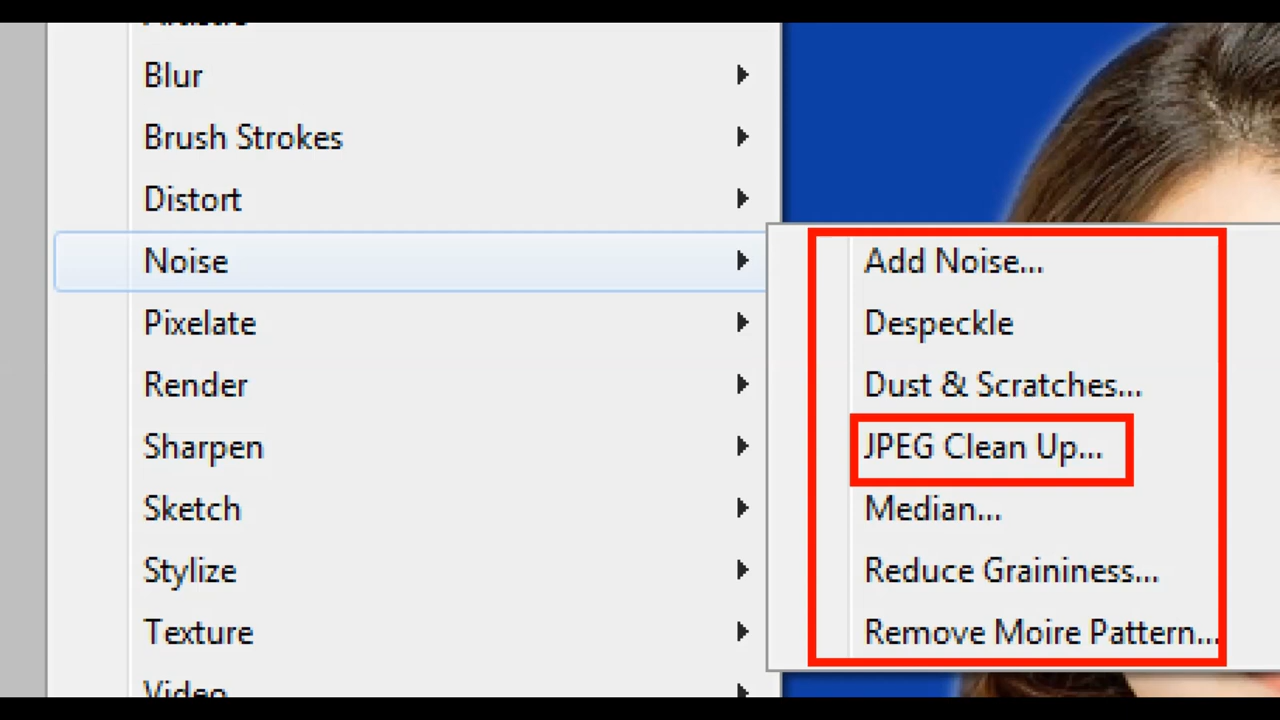 Blur
Brush Strokes
Distort
Noise
Pixelate
Render
Sharpen
Sketch
Stylize
Texture
Video
Add Noise...
Despeckle
Dust & Scratches...
JPEG Clean Up...
Median...
Reduce Graininess...
Remove Moire Pattern...